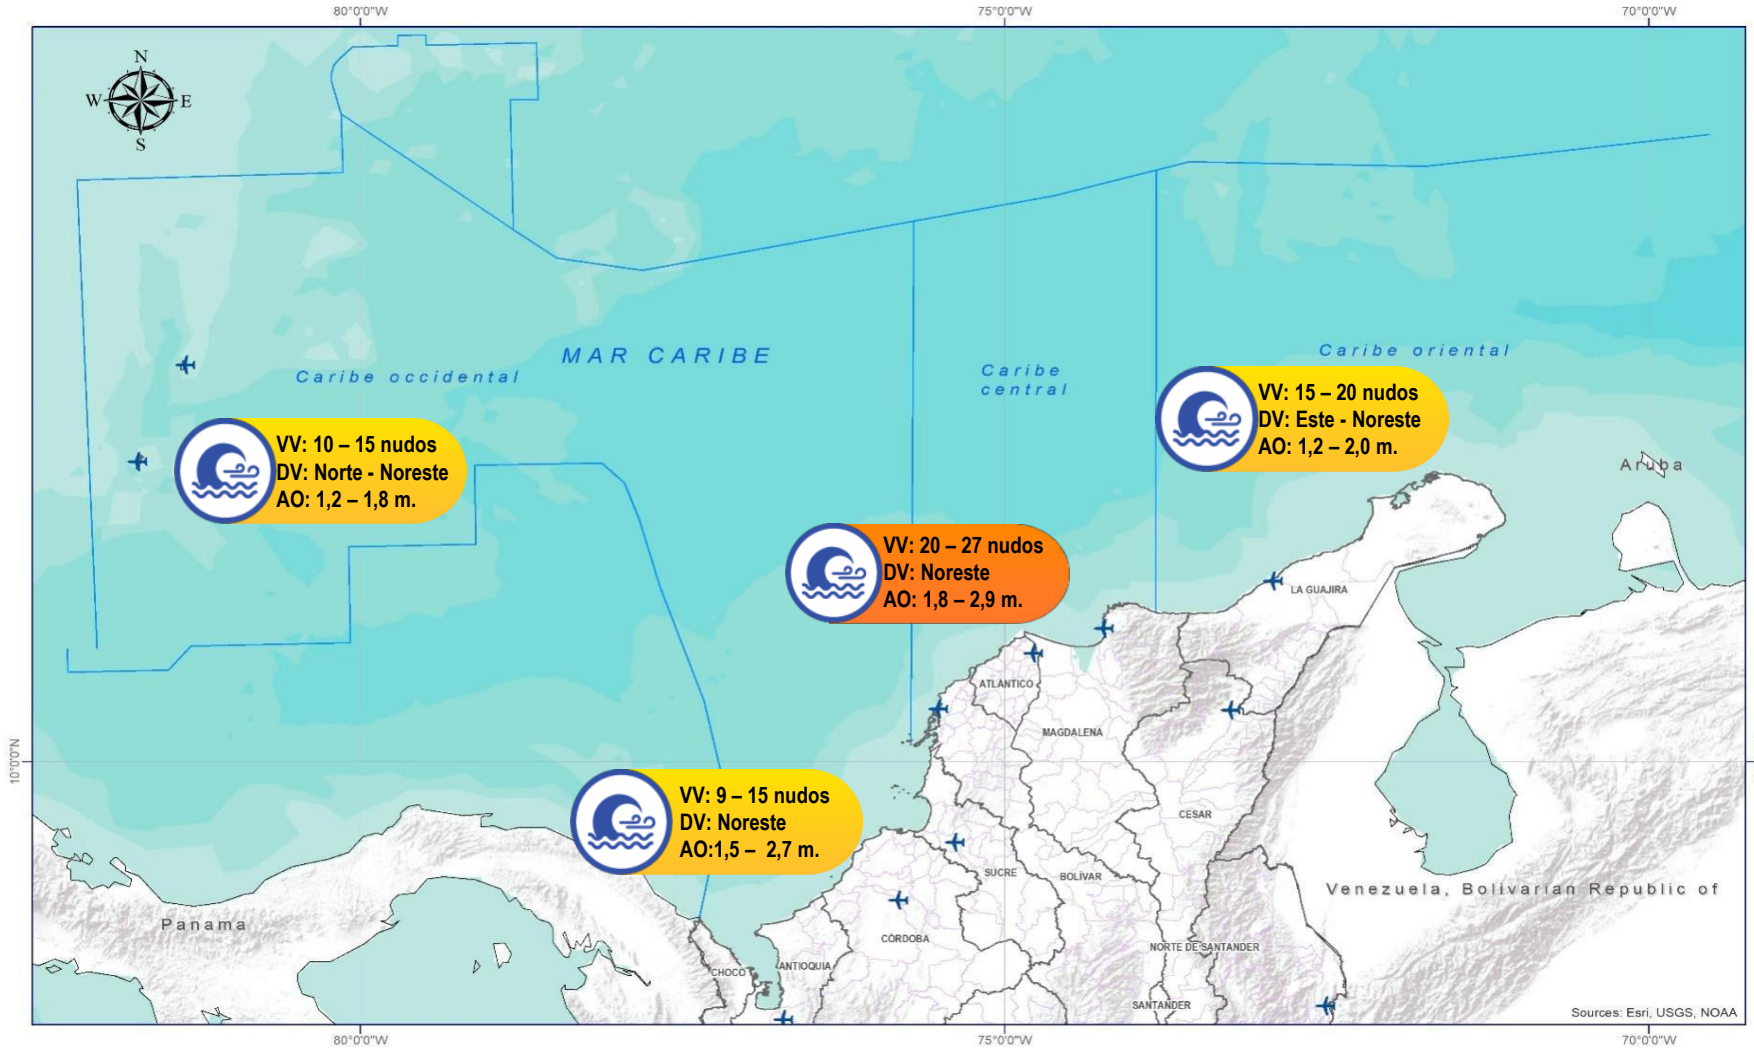 80°0'0"W
75°0'0"W
70°0'0"W
N
W
E
S
MAR CARIBE
Caribe oriental
Caribe occidental
Caribe
central
VV: 15 – 20 nudos
DV: Este - Noreste
AO: 1,2 – 2,0 m.
VV: 10 – 15 nudos
DV: Norte - Noreste
AO: 1,2 – 1,8 m.
Aruba
VV: 20 – 27 nudos
DV: Noreste
AO: 1,8 – 2,9 m.
LA GUAJIRA
ATLÁNTICO
MAGDALENA
10°0'0"N
VV: 9 – 15 nudos
DV: Noreste
AO:1,5 – 2,7 m.
CESAR
SUCRE
BOLÍVAR
Venezuela, Bolivarian Republic of
Panama
CÓRDOBA
NORTE DE SANTANDER
CHOCÓ
ANTIOQUIA
SANTANDER
Sources: Esri, USGS, NOAA
80°0'0"W
75°0'0"W
70°0'0"W